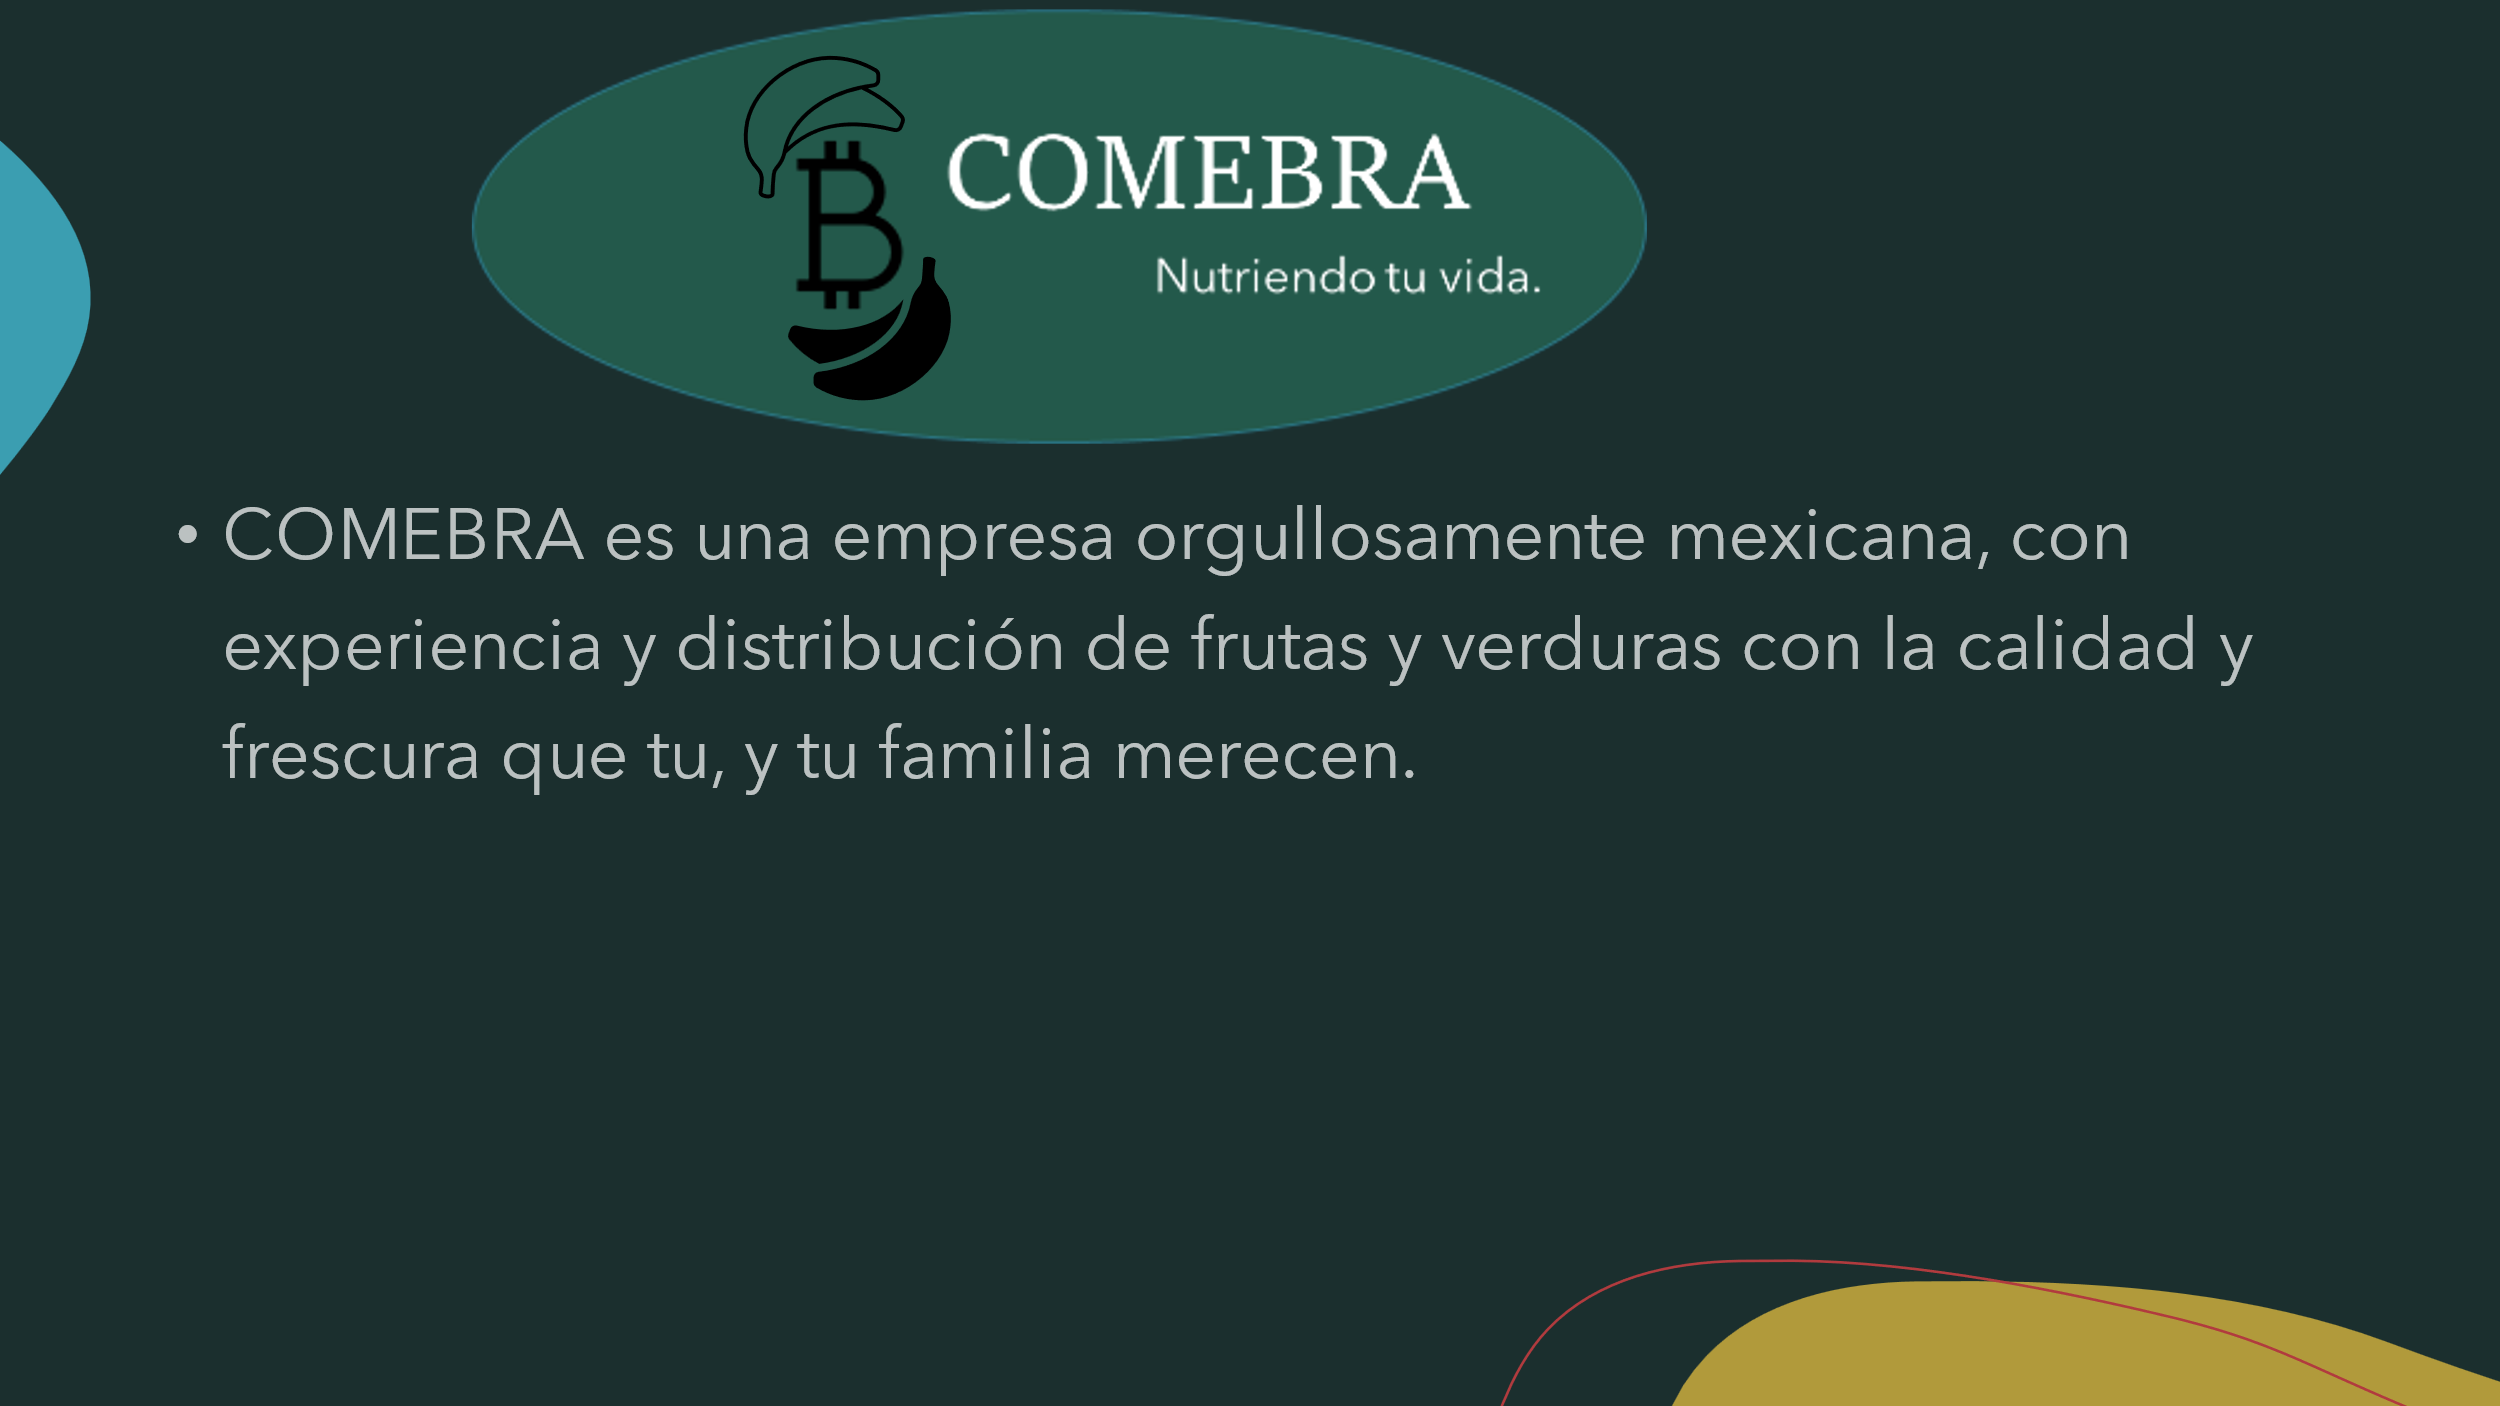 COMEBRA
Nutriendo tu vida.
• COMEBRA es una empresa orgullosamente mexicana, con
experiencia y distribución de frutas y verduras con la calidad y
frescura que tu, y tu familia merecen.